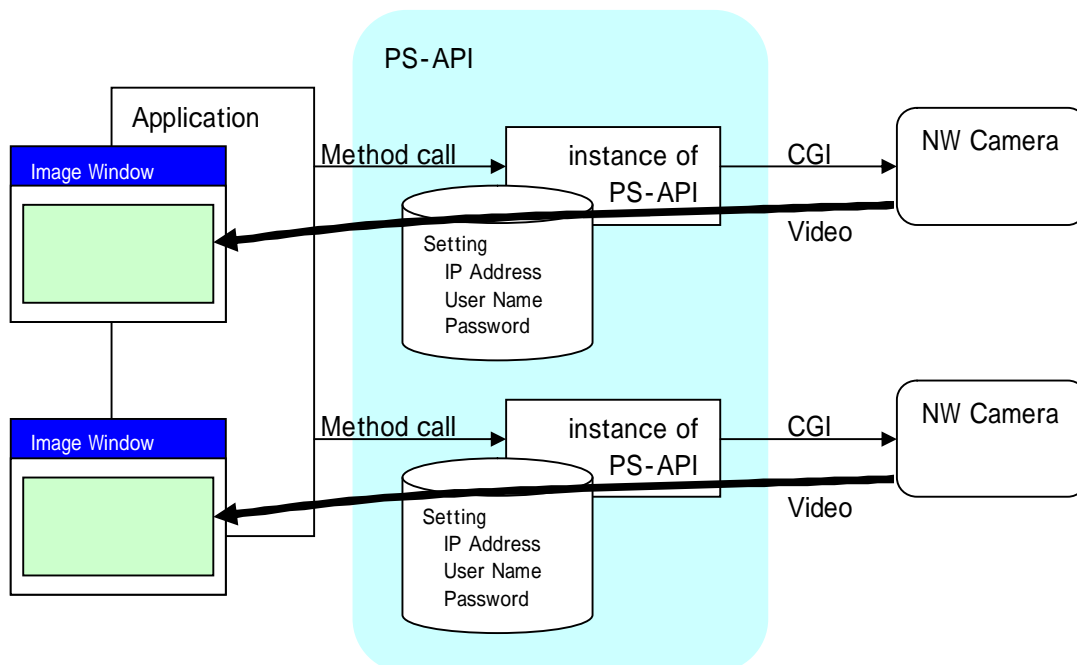 PS-API
Application
Image Window
Method call
instance of
PS-API
CGI
NW Camera
Video
Setting
IP Address
User Name
Password
Image Window
Method call
instance of
PS-API
CGI
NW Camera
Video
Setting
IP Address
User Name
Password